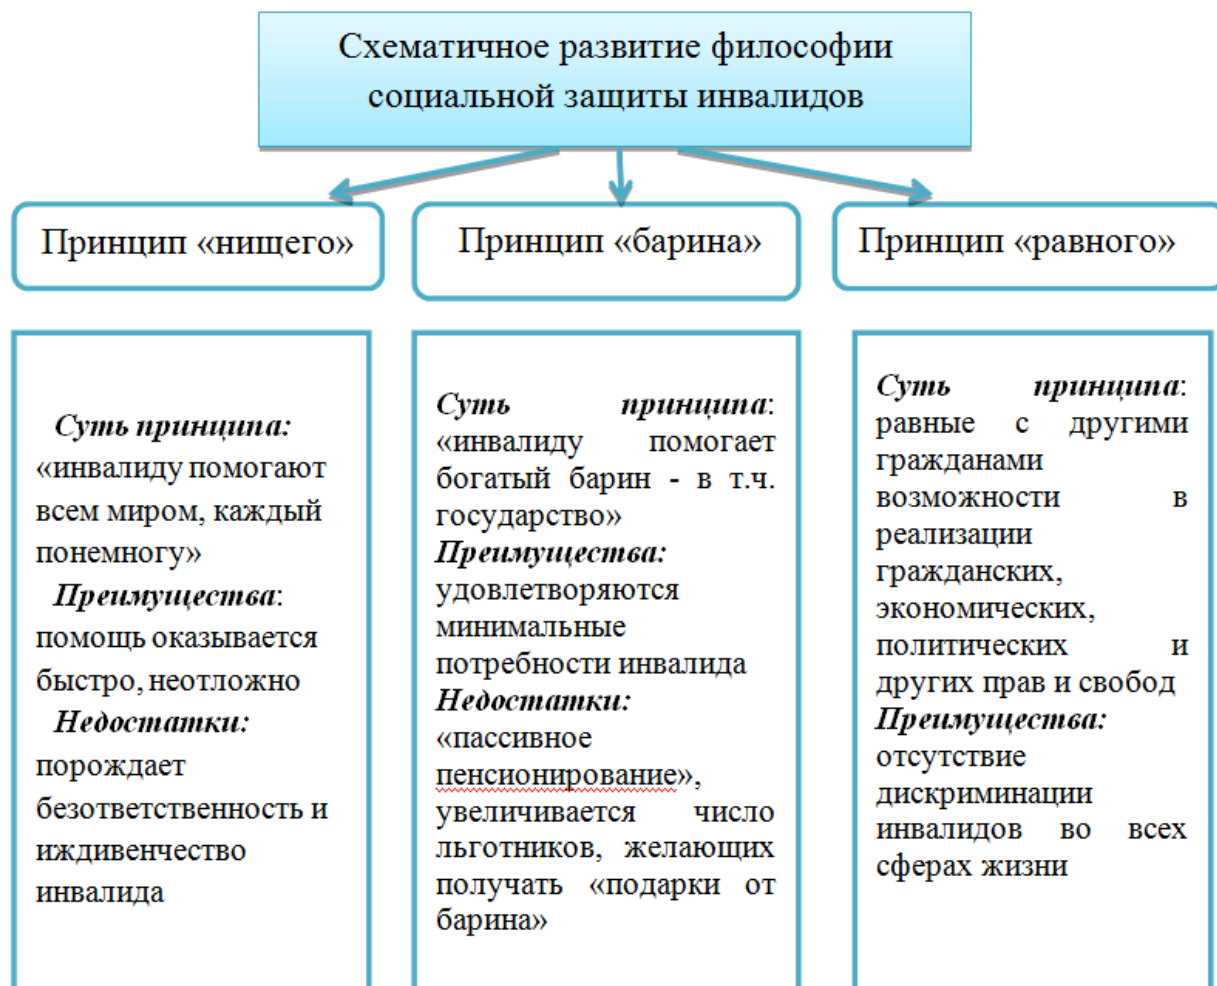 Схематичное развитие философии
социальной защиты инвалидов
Принцип «нищего»
Принцип «барина»
Принцип «равного»
Суть принципа:
«инвалиду помогают
всем миром, каждый
понемногу»
Преимущества:
помощь оказывается
быстро, неотложно
Недостатки:
порождает
безответственность и
иждивенчество
инвалида
Суть принципа:
«инвалиду помогает
богатый барин - в т.ч.
государство»
Преимущества:
удовлетворяются
минимальные
потребности инвалида
Недостатки:
«пассивное
пенсионирование»,
увеличивается число
льготников, желающих
получать «подарки от
барина»
Суть принципа:
равные с другими
гражданами
возможности в
реализации
гражданских,
экономических,
политических и
других прав и свобод
Преимущества:
отсутствие
дискриминации
инвалидов во всех
сферах жизни